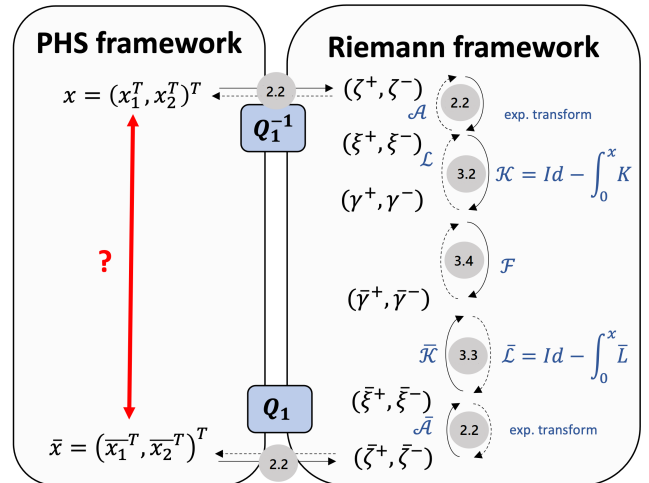 PHS framework
Riemann framework
x = (x₁ᵀ, x₂ᵀ)ᵀ
2.2
(ζ⁺, ζ⁻)
2.2
𝒜
exp. transform
Q₁⁻¹
(ξ⁺, ξ⁻)
ℒ
3.2
𝒦 = Id − ∫₀ˣ K
(γ⁺, γ⁻)
?
3.4
ℱ
(γ̄⁺, γ̄⁻)
𝒦̄
3.3
ℒ̄ = Id − ∫₀ˣ L̄
Q₁
(ξ̄⁺, ξ̄⁻)
𝒜̄
2.2
exp. transform
x̄ = (x̄₁ᵀ, x̄₂ᵀ)ᵀ
2.2
(ζ̄⁺, ζ̄⁻)